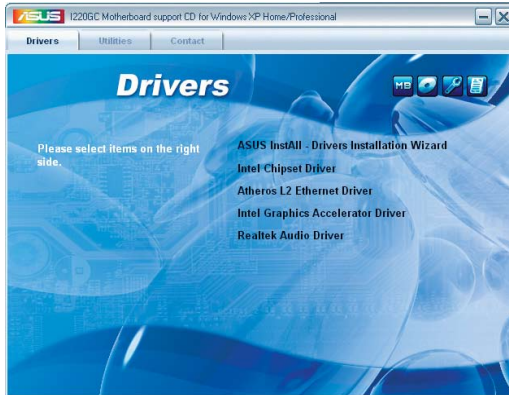 ASUS I220GC Motherboard support CD for Windows XP Home/Professional
Drivers Utilities Contact
Drivers
MB
Please select items on the right
side.
ASUS InstAll - Drivers Installation Wizard
Intel Chipset Driver
Atheros L2 Ethernet Driver
Intel Graphics Accelerator Driver
Realtek Audio Driver